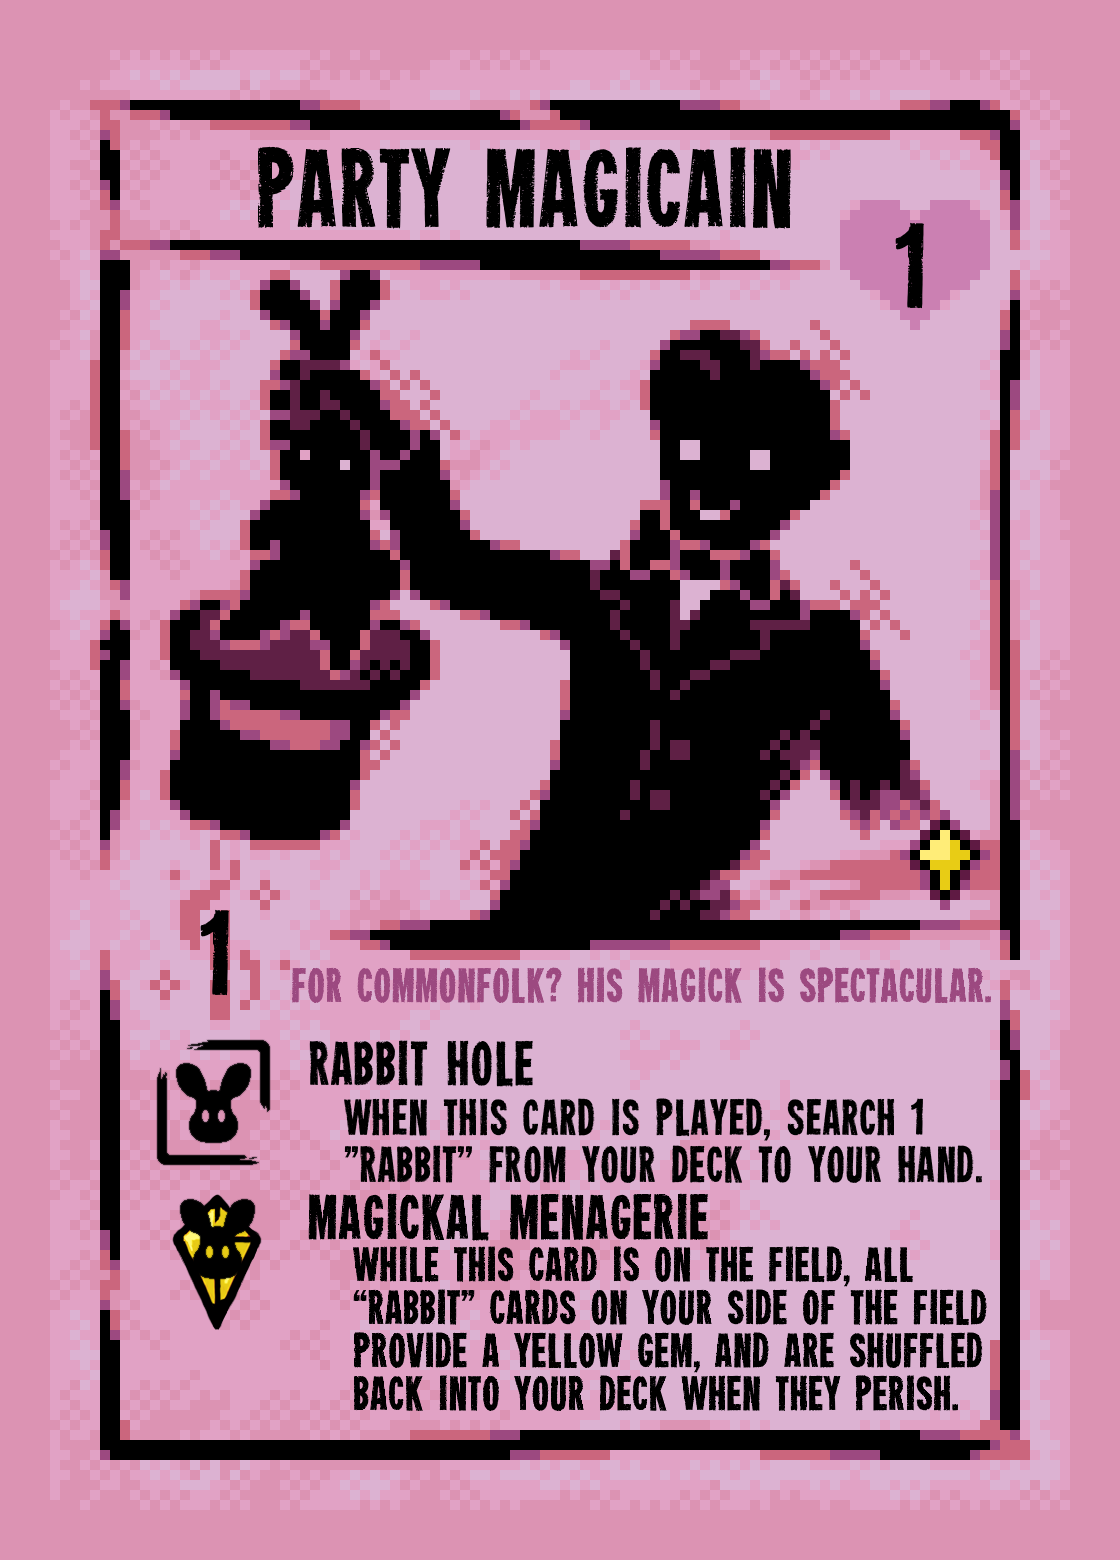 PARTY MAGICAIN
1
1
FOR COMMONFOLK? HIS MAGICK IS SPECTACULAR.
RABBIT HOLE
WHEN THIS CARD IS PLAYED, SEARCH 1
”RABBIT” FROM YOUR DECK TO YOUR HAND.
MAGICKAL MENAGERIE
WHILE THIS CARD IS ON THE FIELD, ALL
“RABBIT” CARDS ON YOUR SIDE OF THE FIELD
PROVIDE A YELLOW GEM, AND ARE SHUFFLED
BACK INTO YOUR DECK WHEN THEY PERISH.